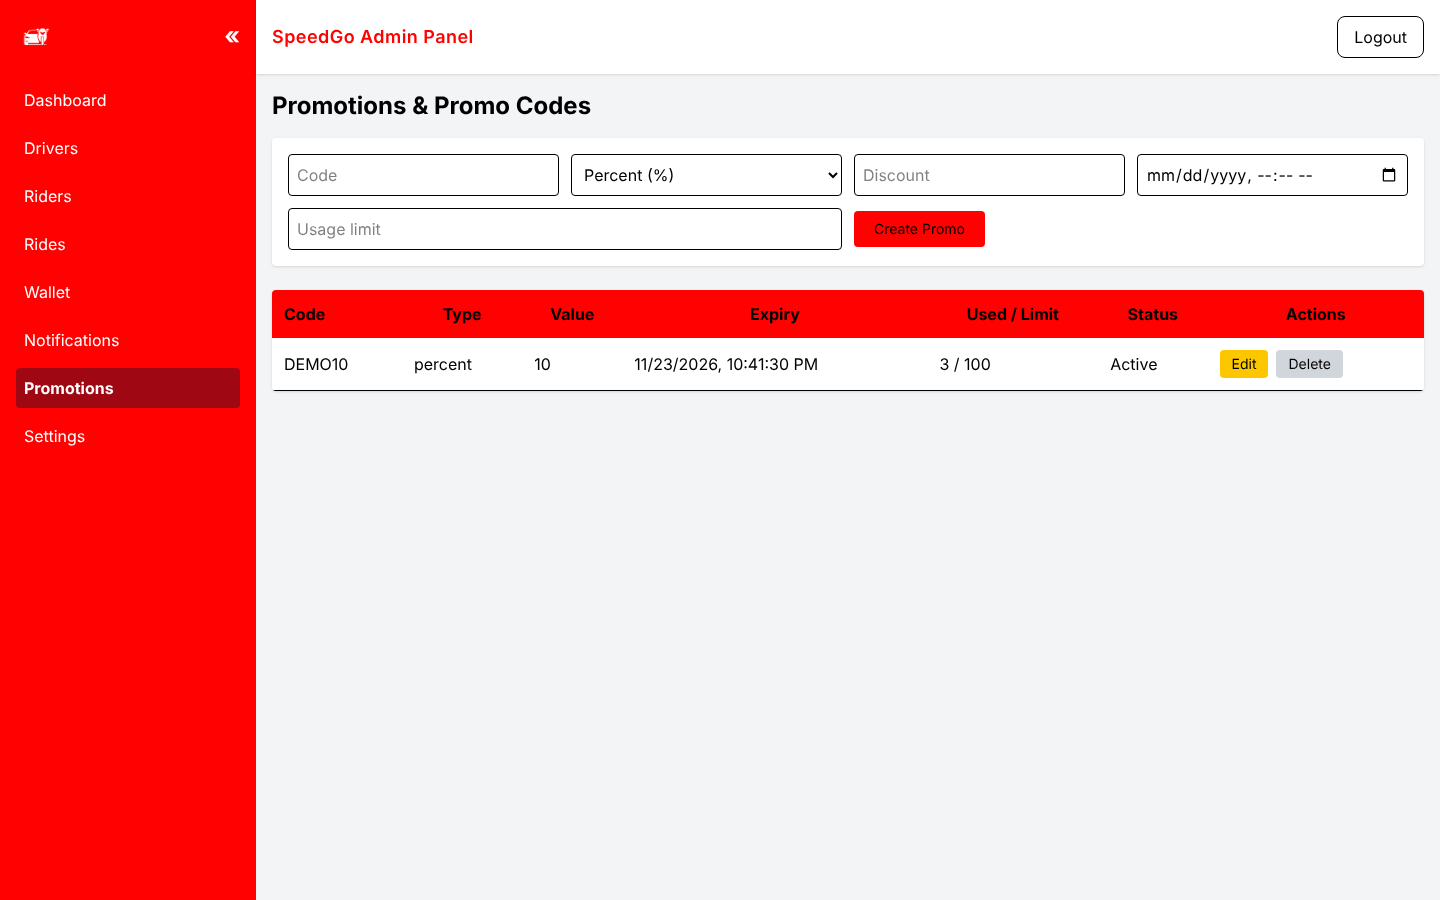 SpeedGo Admin Panel
Logout
Dashboard
Drivers
Riders
Rides
Wallet
Notifications
Promotions
Settings
Promotions & Promo Codes
Code
Percent (%)
Discount
mm/dd/yyyy, --:-- --
Usage limit
Create Promo
Code Type Value Expiry Used / Limit Status Actions
DEMO10 percent 10 11/23/2026, 10:41:30 PM 3 / 100 Active Edit Delete